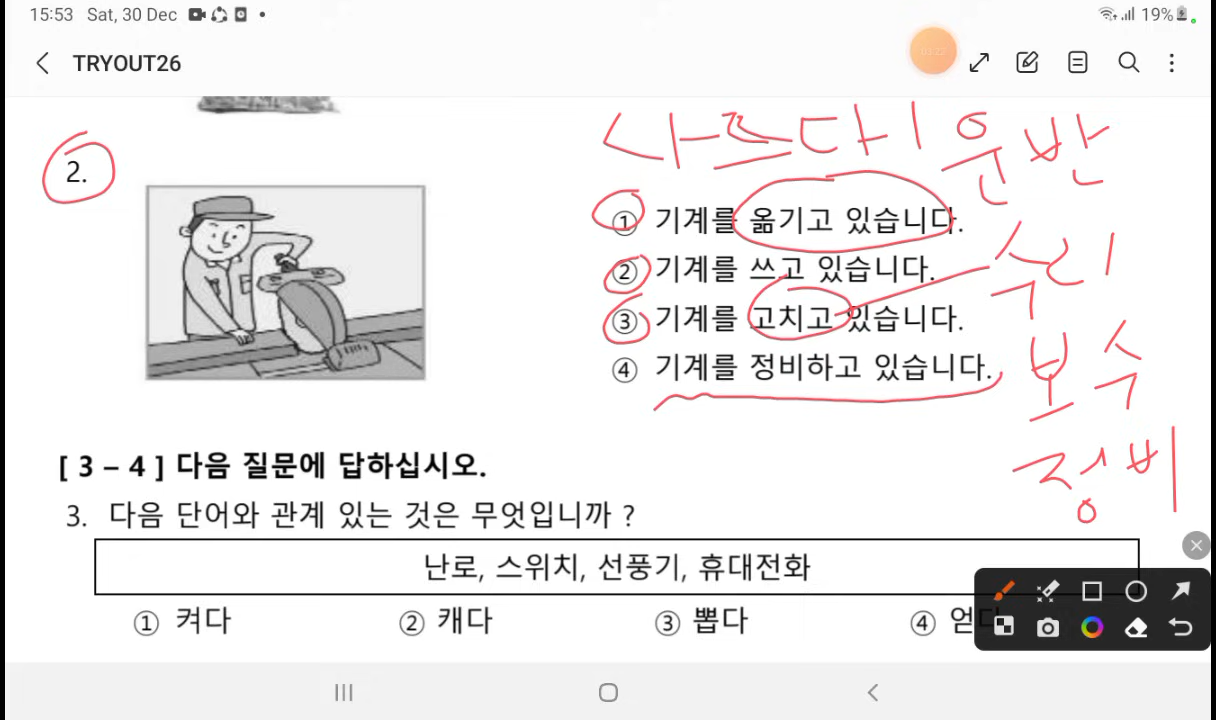 15:53 Sat, 30 Dec 19%
TRYOUT26
03:22
사르다
운반
2.
① 기계를 옮기고 있습니다.
② 기계를 쓰고 있습니다.
③ 기계를 고치고 있습니다.
④ 기계를 정비하고 있습니다.
수리
보수
정비
[ 3 – 4 ] 다음 질문에 답하십시오.
3. 다음 단어와 관계 있는 것은 무엇입니까 ?
난로, 스위치, 선풍기, 휴대전화
① 켜다 ② 캐다 ③ 뽑다 ④ 얻다